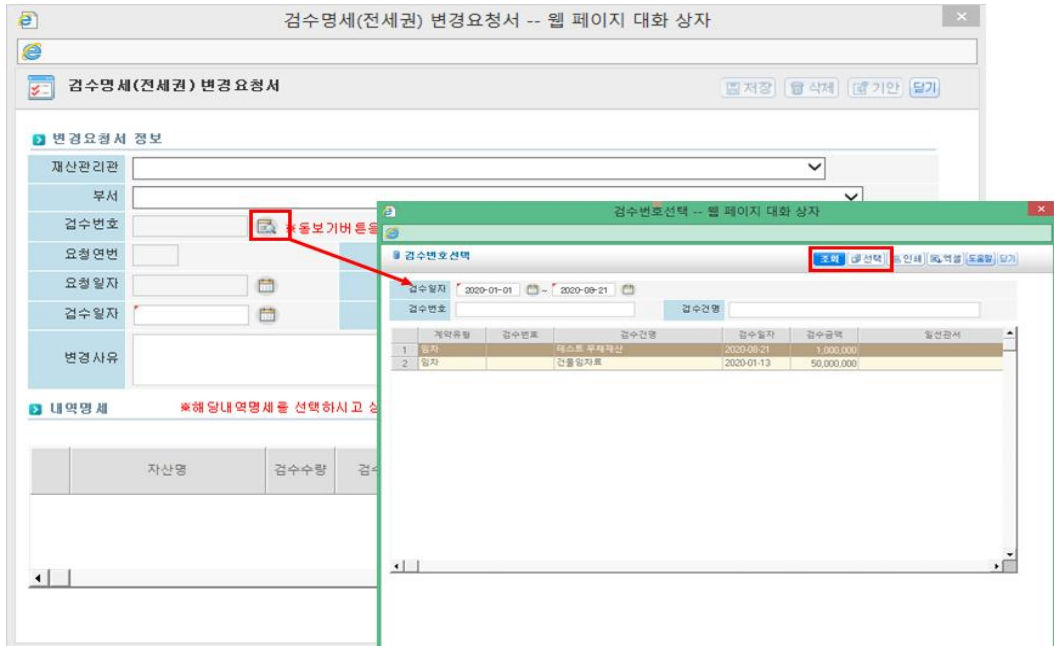 검수명세(전세권) 변경요청서 -- 웹 페이지 대화 상자
검수명세(전세권) 변경요청서
저장 삭제 기안 닫기
변경요청서 정보
재산관리관
부서
검수번호 ※돋보기버튼을
요청연번
요청일자
검수일자
변경사유
내역명세 ※해당내역명세를 선택하시고 상
자산명 검수수량 검수
검수번호선택 -- 웹 페이지 대화 상자
검수번호선택
조회 선택 인쇄 엑셀 도움말 닫기
검수일자 2020-01-01 ~ 2020-09-21
검수번호 검수건명
계약유형 검수번호 검수건명 검수일자 검수금액 일선관서
1 임차 테스트 무체재산 2020-08-21 1,000,000
2 임차 건물임차료 2020-01-13 50,000,000